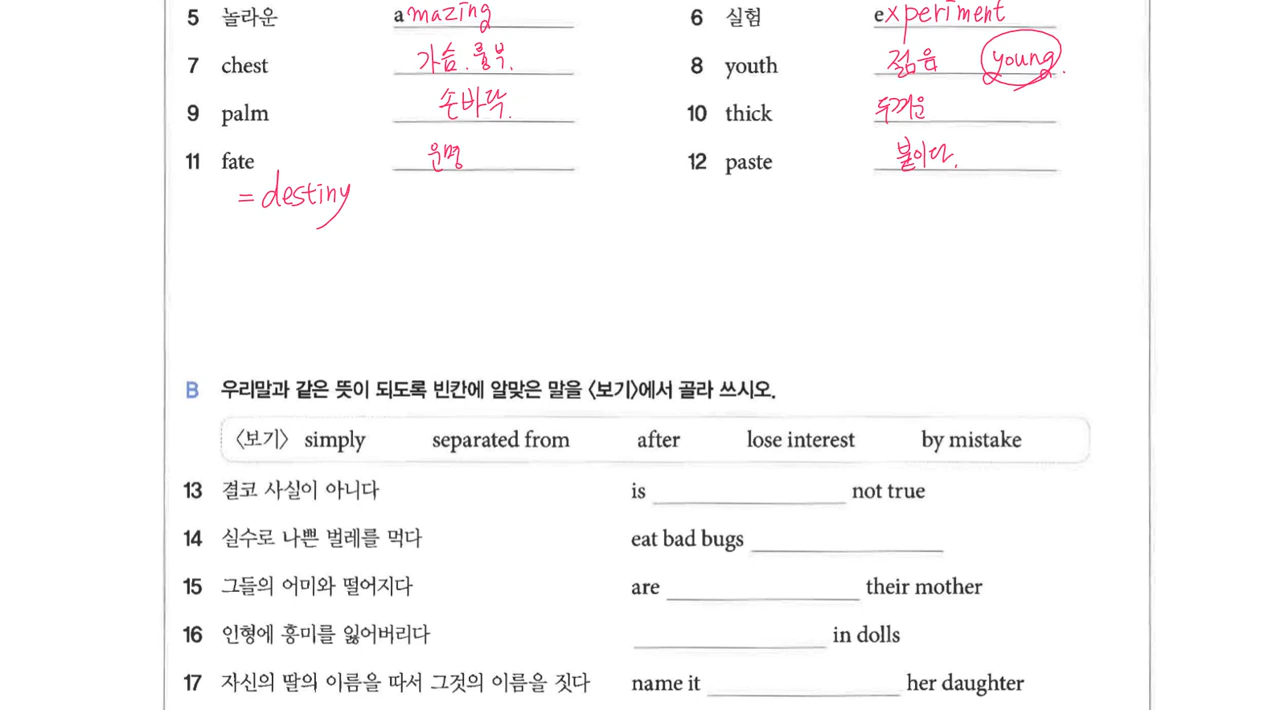 5 놀라운 amazing 6 실험 experiment
7 chest 가슴. 흉부. 8 youth 젊음 young.
9 palm 손바닥. 10 thick 두꺼운
11 fate 운명 12 paste 붙이다.
= destiny
B 우리말과 같은 뜻이 되도록 빈칸에 알맞은 말을 〈보기〉에서 골라 쓰시오.
〈보기〉 simply separated from after lose interest by mistake
13 결코 사실이 아니다 is ____________ not true
14 실수로 나쁜 벌레를 먹다 eat bad bugs ____________
15 그들의 어미와 떨어지다 are ____________ their mother
16 인형에 흥미를 잃어버리다 ____________ in dolls
17 자신의 딸의 이름을 따서 그것의 이름을 짓다 name it ____________ her daughter